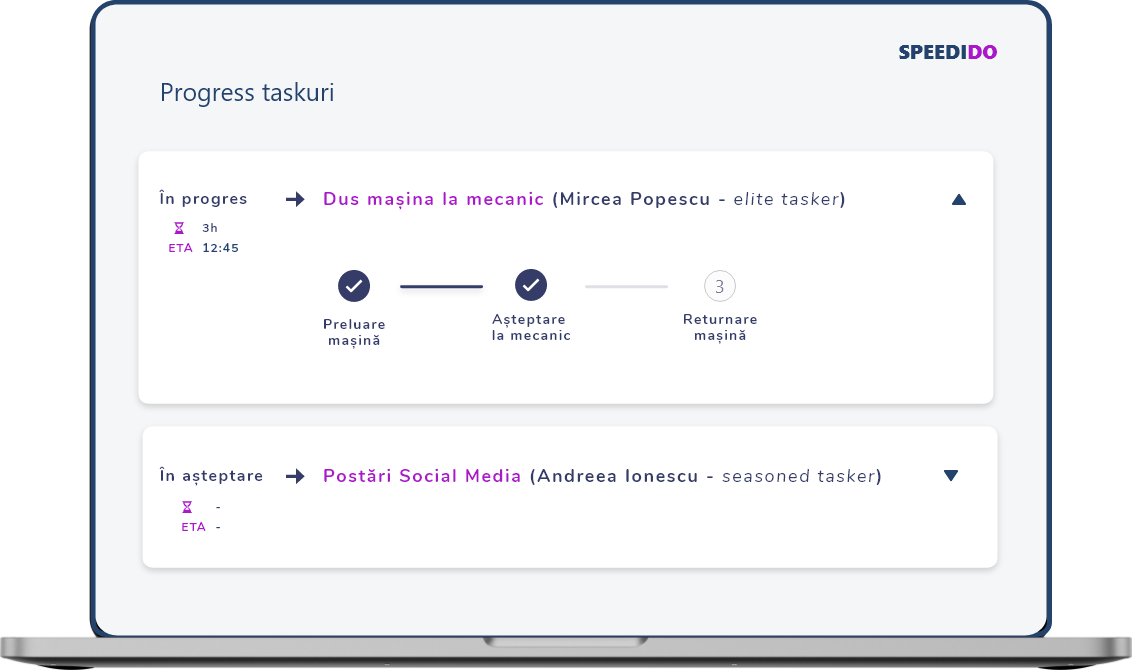 SPEEDIDO
Progress taskuri
În progres
Dus mașina la mecanic (Mircea Popescu - elite tasker)
3h
ETA 12:45
3
Preluare
mașină
Așteptare
la mecanic
Returnare
mașină
În așteptare
Postări Social Media (Andreea Ionescu - seasoned tasker)
-
ETA -